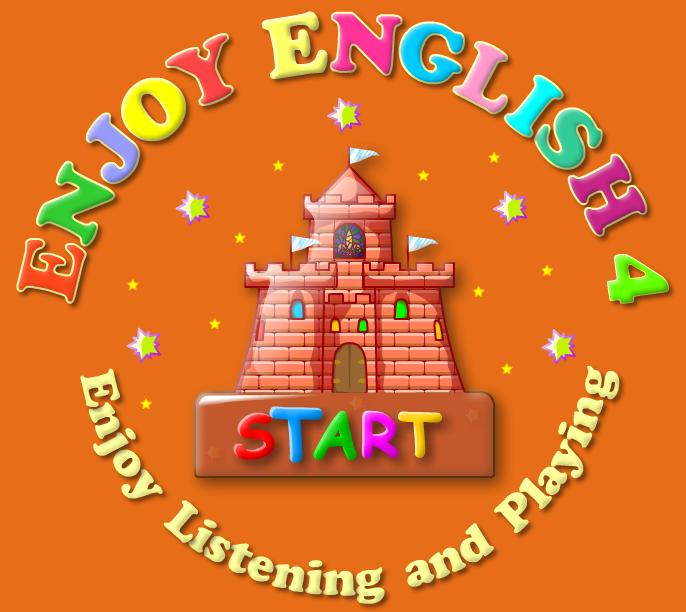 ENJOY ENGLISH 4
START
Enjoy Listening and Playing